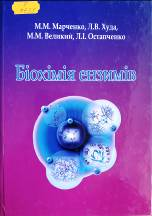 М.М. Марченко, Л.В. Худа,
М.М. Великий, Л.І. Остапченко
Біохімія ензимів